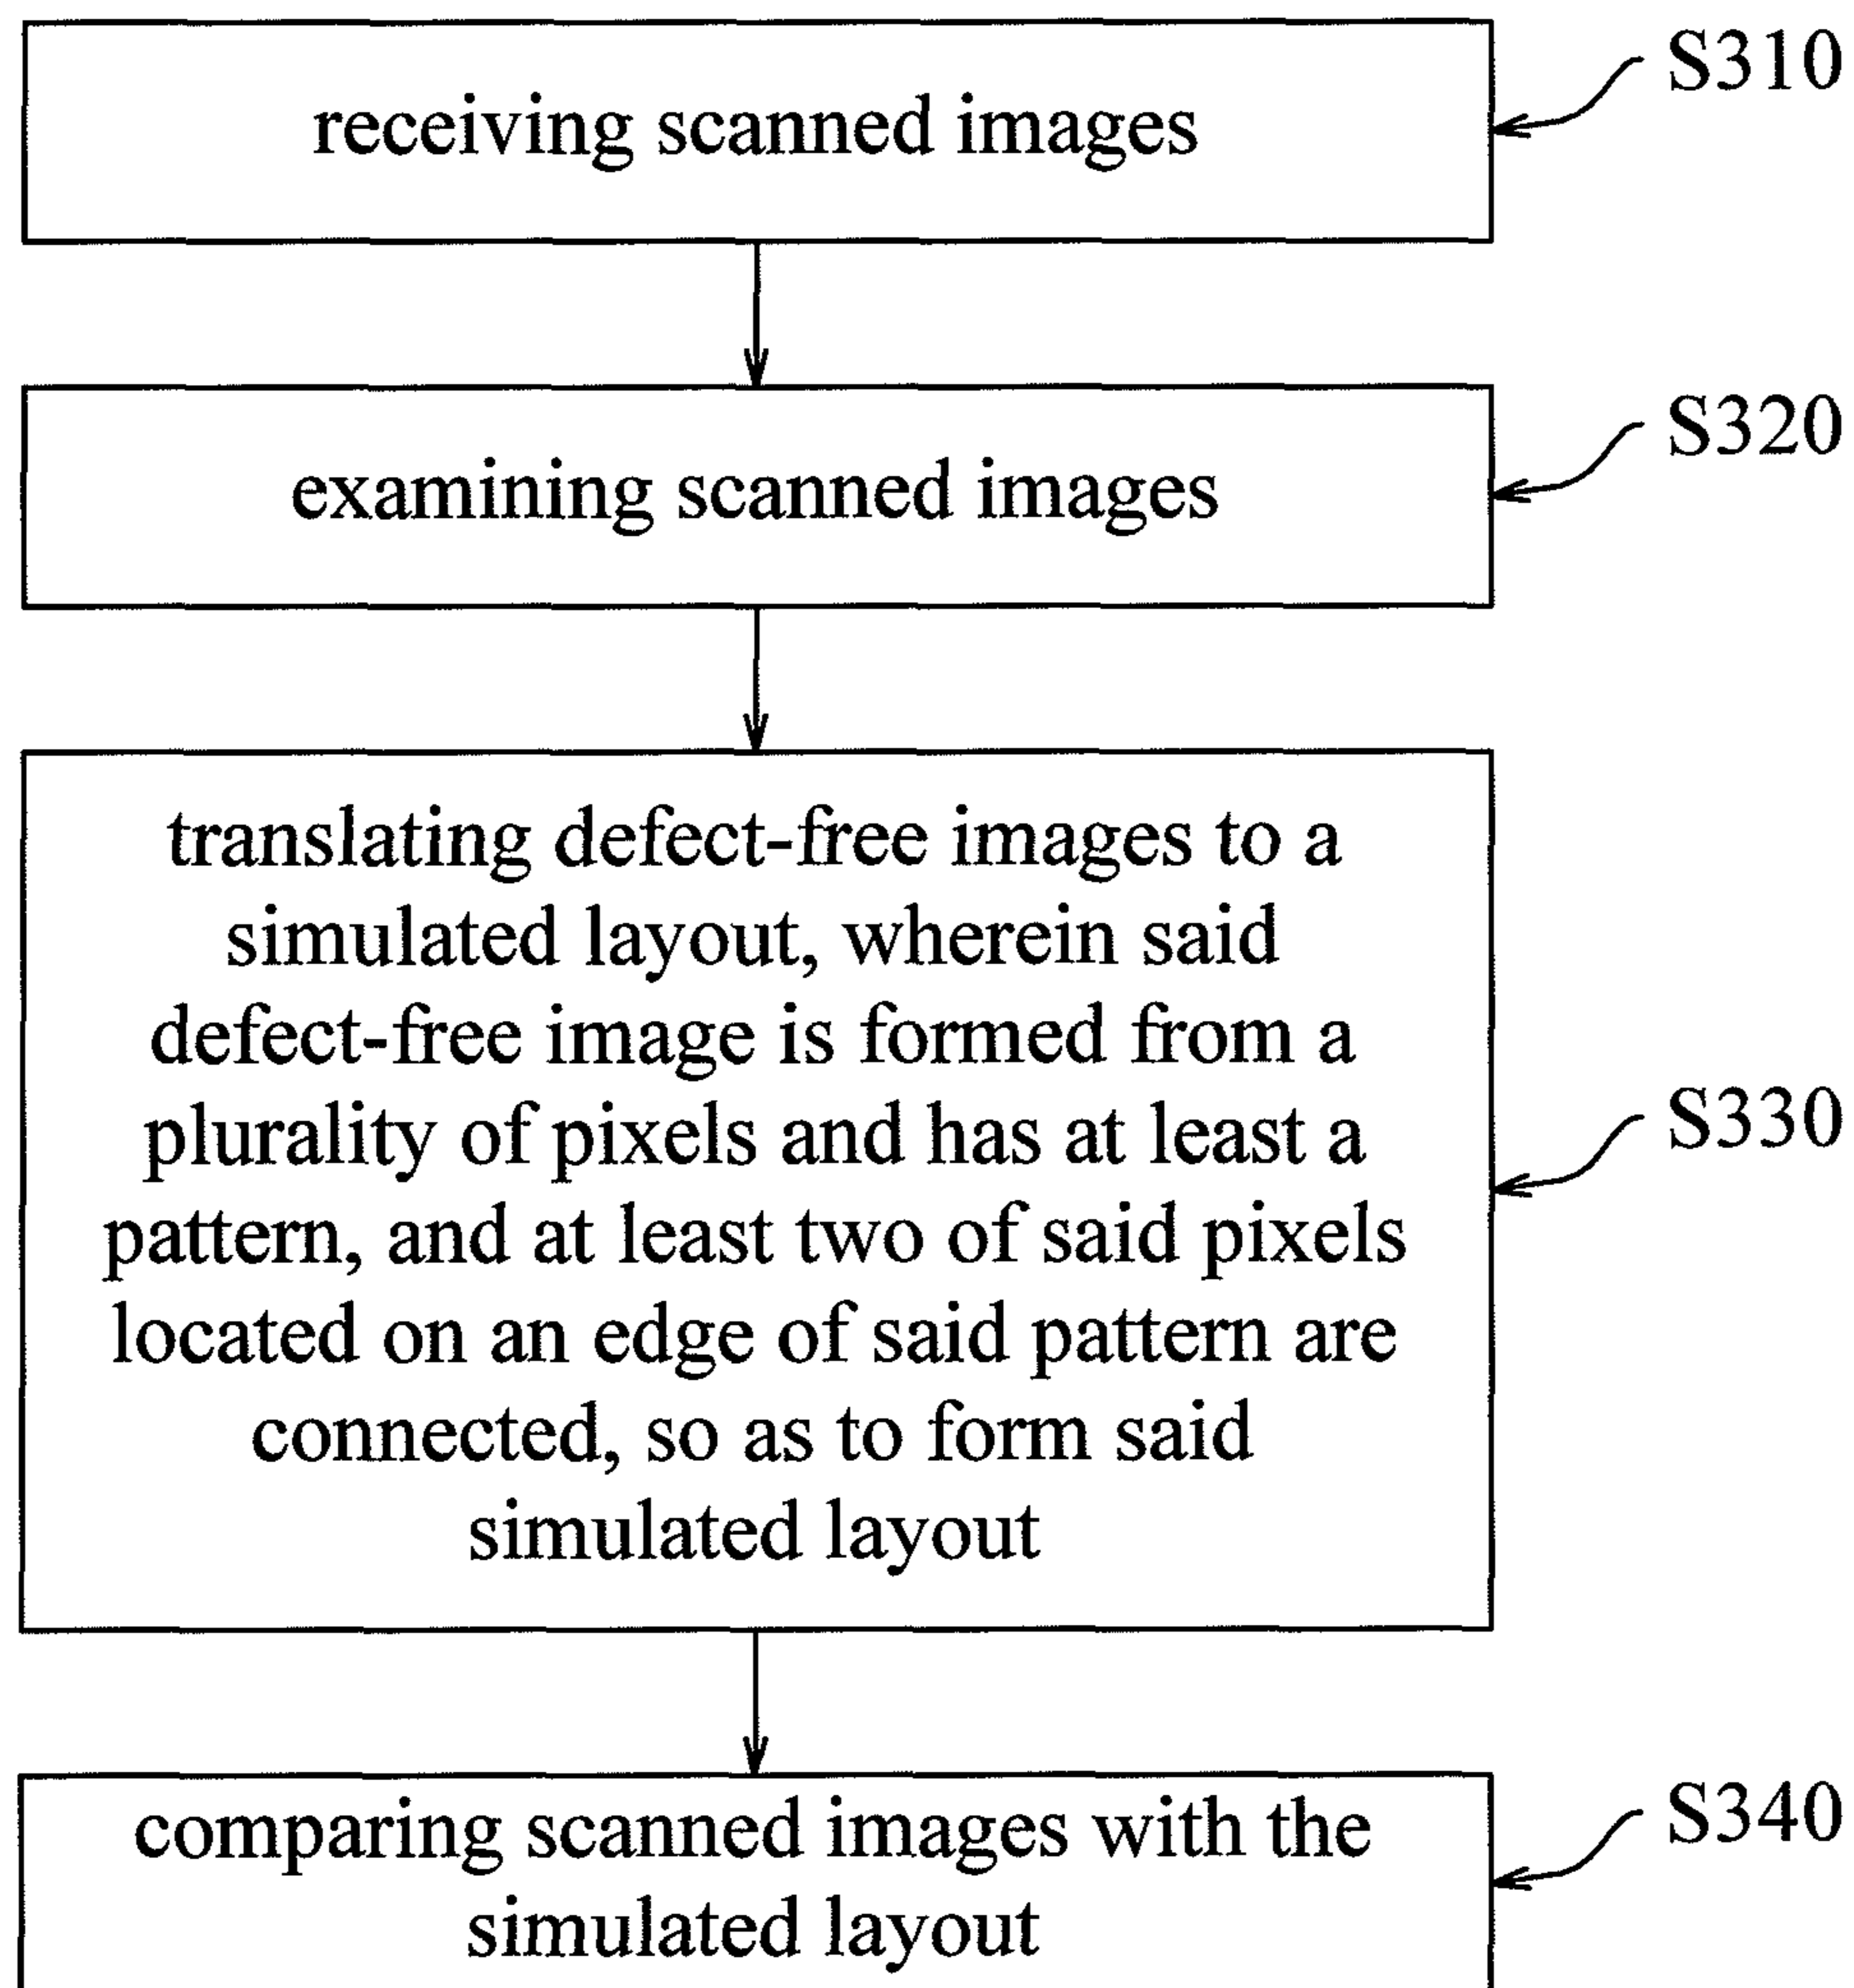 receiving scanned images
S310
examining scanned images
S320
translating defect-free images to a
simulated layout, wherein said
defect-free image is formed from a
plurality of pixels and has at least a
pattern, and at least two of said pixels
located on an edge of said pattern are
connected, so as to form said
simulated layout
S330
comparing scanned images with the
simulated layout
S340